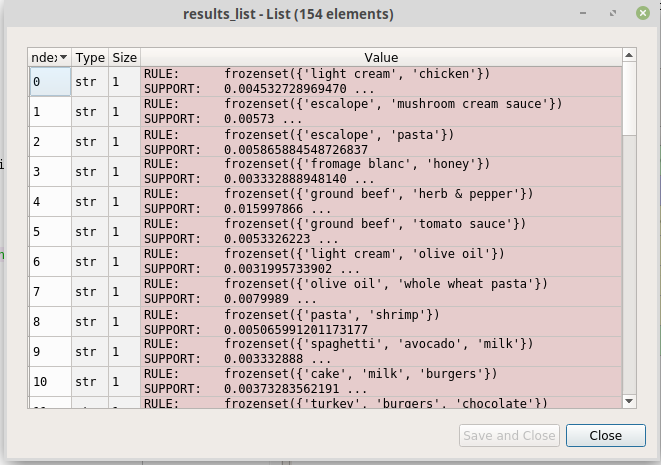 results_list - List (154 elements)
ndex Type Size Value
0 str 1 RULE: frozenset({'light cream', 'chicken'})
SUPPORT: 0.004532728969470 ...
1 str 1 RULE: frozenset({'escalope', 'mushroom cream sauce'})
SUPPORT: 0.00573 ...
2 str 1 RULE: frozenset({'escalope', 'pasta'})
SUPPORT: 0.005865884548726837
3 str 1 RULE: frozenset({'fromage blanc', 'honey'})
SUPPORT: 0.003332888948140 ...
4 str 1 RULE: frozenset({'ground beef', 'herb & pepper'})
SUPPORT: 0.015997866 ...
5 str 1 RULE: frozenset({'ground beef', 'tomato sauce'})
SUPPORT: 0.0053326223 ...
6 str 1 RULE: frozenset({'light cream', 'olive oil'})
SUPPORT: 0.0031995733902 ...
7 str 1 RULE: frozenset({'olive oil', 'whole wheat pasta'})
SUPPORT: 0.0079989 ...
8 str 1 RULE: frozenset({'pasta', 'shrimp'})
SUPPORT: 0.005065991201173177
9 str 1 RULE: frozenset({'spaghetti', 'avocado', 'milk'})
SUPPORT: 0.003332888 ...
10 str 1 RULE: frozenset({'cake', 'milk', 'burgers'})
SUPPORT: 0.00373283562191 ...
RULE: frozenset({'turkey', 'burgers', 'chocolate'})
Save and Close Close